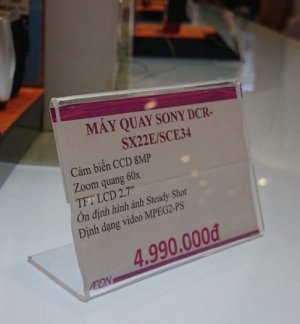 MÁY QUAY SONY DCR-
SX22E/SCE34
Cảm biến CCD 8MP
Zoom quang 60x
TFT LCD 2.7"
Ổn định hình ảnh Steady Shot
Định dạng video MPEG2-PS
4.990.000đ
ÆON